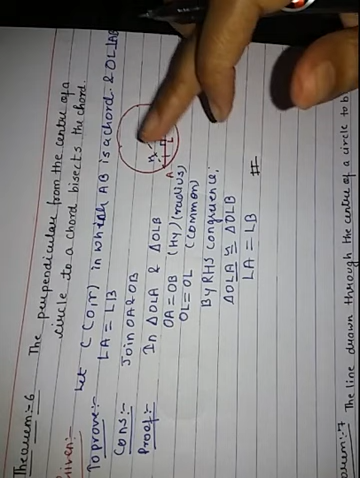 Theorem:-6 The perpendicular from the centre of a
circle to a chord bisects the chord.
Given:- Let C(O,r) in which AB is a chord & OL⊥AB
To prove:- LA = LB
Cons:- Join OA & OB
Proof:- In ΔOLA & ΔOLB
OA = OB (Hy) (radius)
OL = OL (Common)
By RHS congruence:
ΔOLA ≅ ΔOLB
LA = LB
#
A
L
:-7 The line drawn through the centre of a circle to b